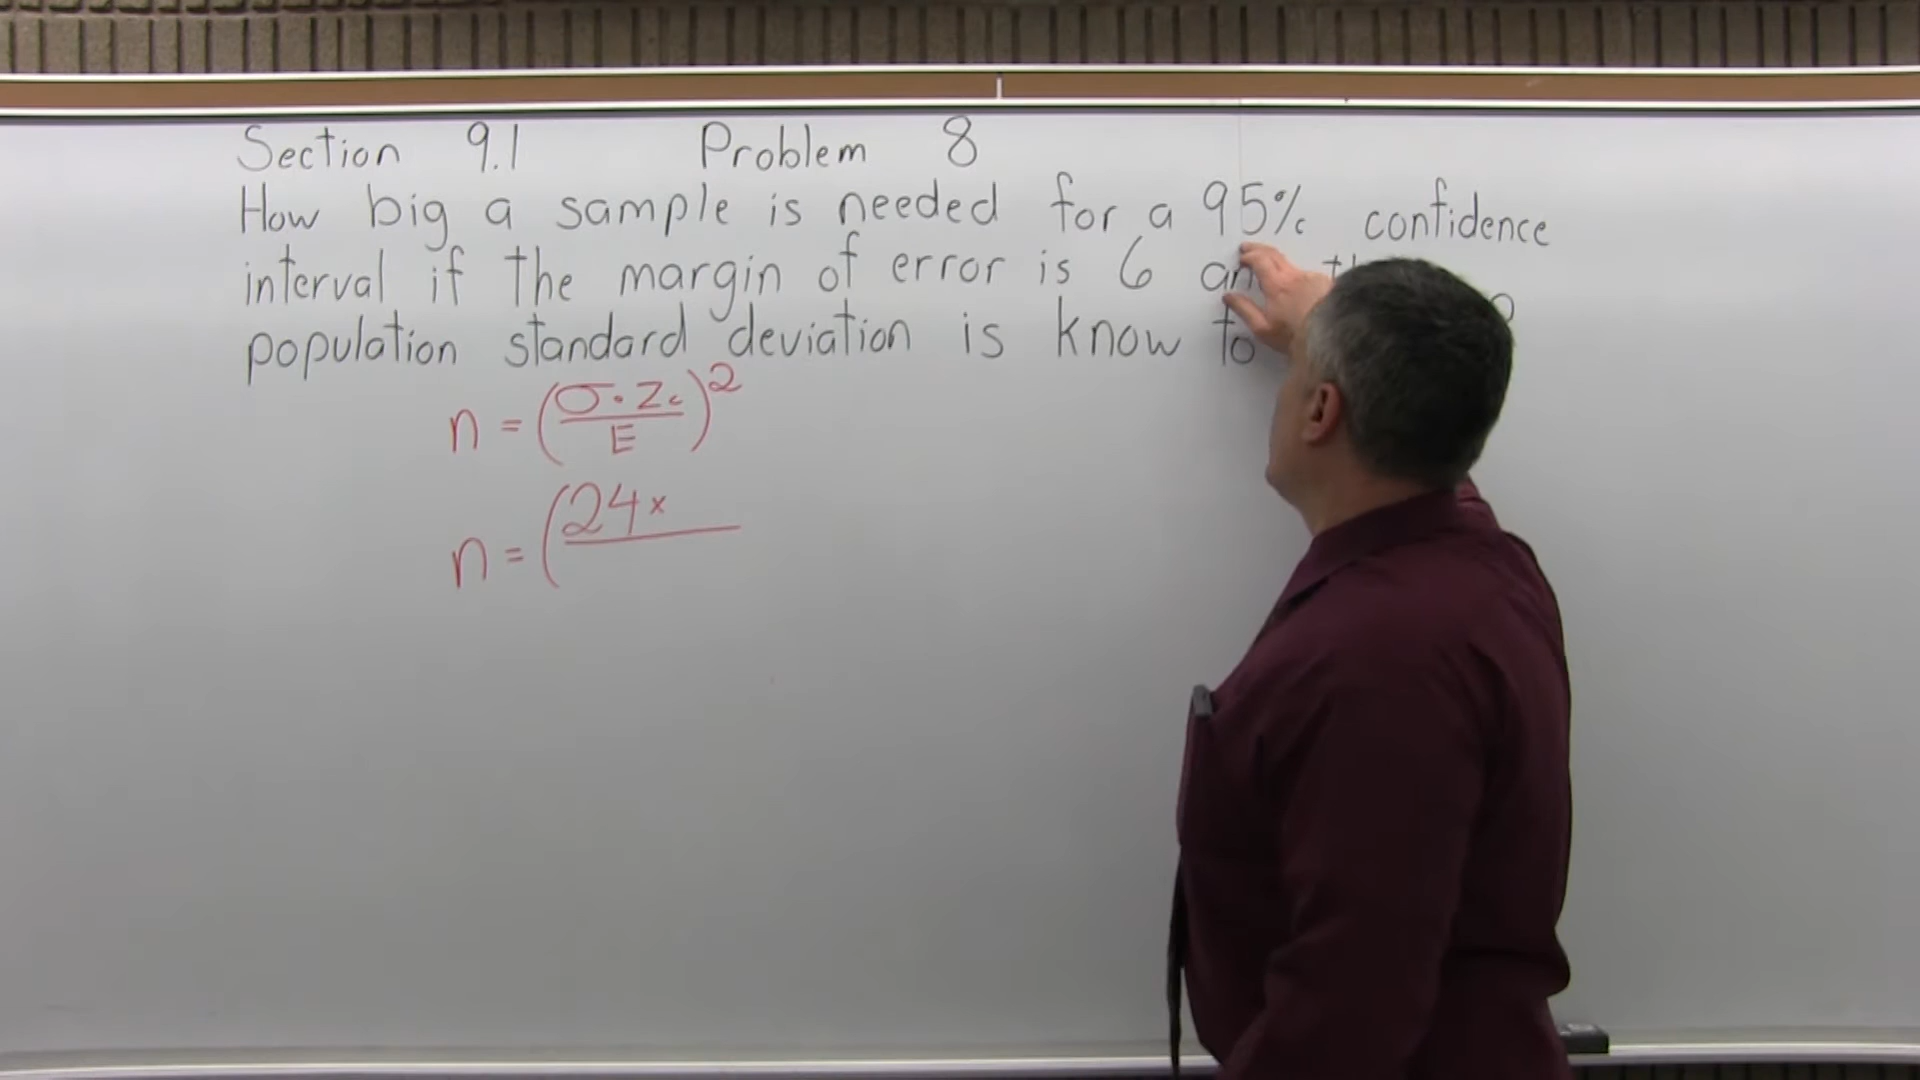 Section 9.1 Problem 8
How big a sample is needed for a 95% confidence
interval if the margin of error is 6
population standard deviation is know to
n = (σ · Zc / E)²
n = (24 ×